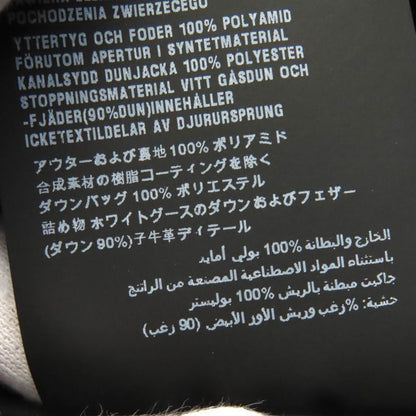 POCHODZENIA ZWIERZECEGO
YTTERTYG OCH FODER 100% POLYAMID
FÖRUTOM APERTUR I SYNTETMATERIAL
KANALSYDD DUNJACKA 100% POLYESTER
STOPPNINGSMATERIAL VITT GÅSDUN OCH
-FJÄDER(90%DUN)INNEHÅLLER
ICKETEXTILDELAR AV DJURURSPRUNG
アウターおよび裏地100% ポリアミド
合成素材の樹脂コーティングを除く
ダウンバッグ 100% ポリエステル
詰め物 ホワイトグースのダウンおよびフェザー
(ダウン 90%)子牛革ディテール
الخارج والبطانة 100% بولي أمايد
باستثناء المواد الاصطناعية المصنعة من الراتنج
جاكيت مبطنة بالريش 100% بوليستر
حشية: %زغب وريش الأوز الأبيض (90 رغب)